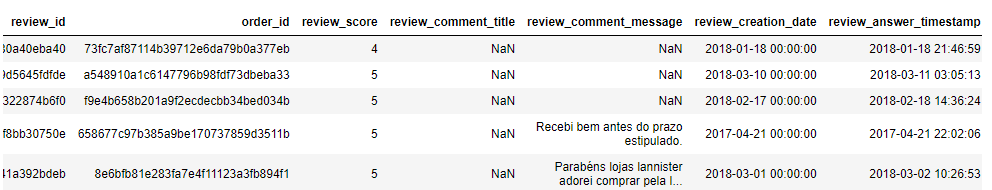 review_id order_id review_score review_comment_title review_comment_message review_creation_date review_answer_timestamp
30a40eba40 73fc7af87114b39712e6da79b0a377eb 4 NaN NaN 2018-01-18 00:00:00 2018-01-18 21:46:59
9d5645fdfde a548910a1c6147796b98fdf73dbeba33 5 NaN NaN 2018-03-10 00:00:00 2018-03-11 03:05:13
322874b6f0 f9e4b658b201a9f2ecdecbb34bed034b 5 NaN NaN 2018-02-17 00:00:00 2018-02-18 14:36:24
f8bb30750e 658677c97b385a9be170737859d3511b 5 NaN Recebi bem antes do prazo 2017-04-21 00:00:00 2017-04-21 22:02:06
estipulado.
41a392bdeb 8e6bfb81e283fa7e4f11123a3fb894f1 5 NaN Parabéns lojas lannister 2018-03-01 00:00:00 2018-03-02 10:26:53
adorei comprar pela I...